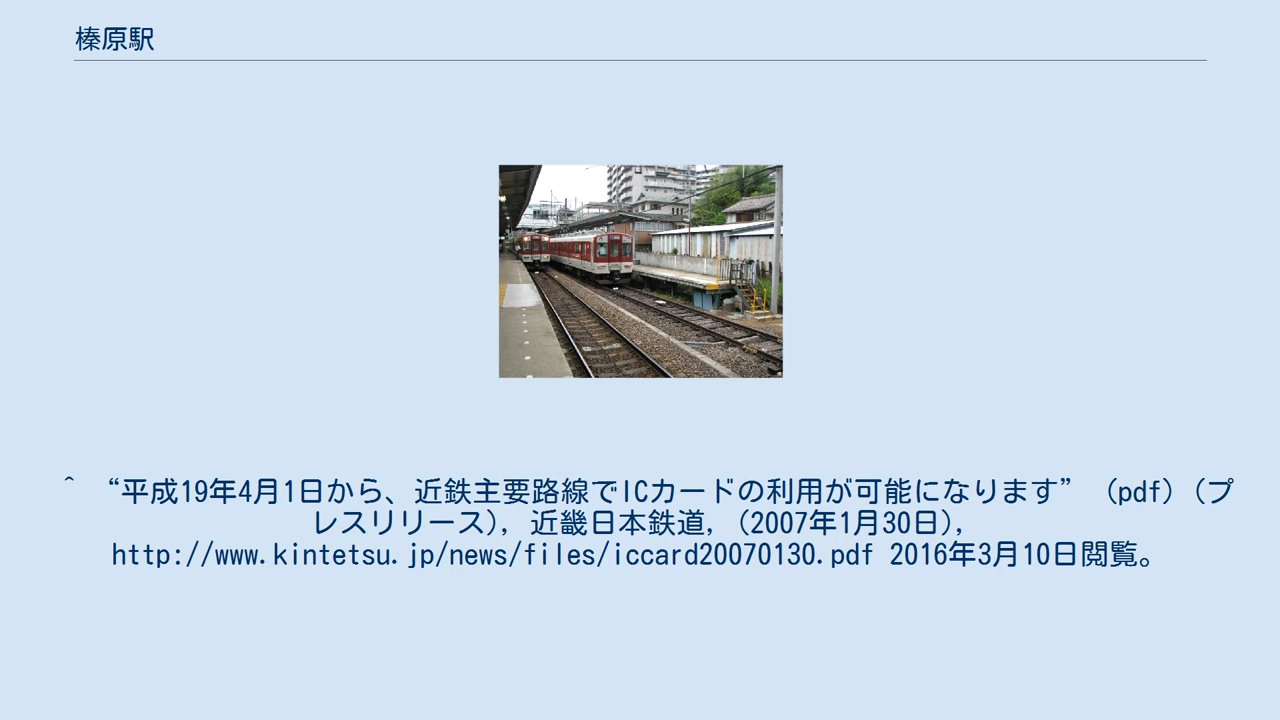 榛原駅
^ “平成19年4月1日から、近鉄主要路線でICカードの利用が可能になります” (pdf) (プ
レスリリース), 近畿日本鉄道, (2007年1月30日),
http://www.kintetsu.jp/news/files/iccard20070130.pdf 2016年3月10日閲覧。